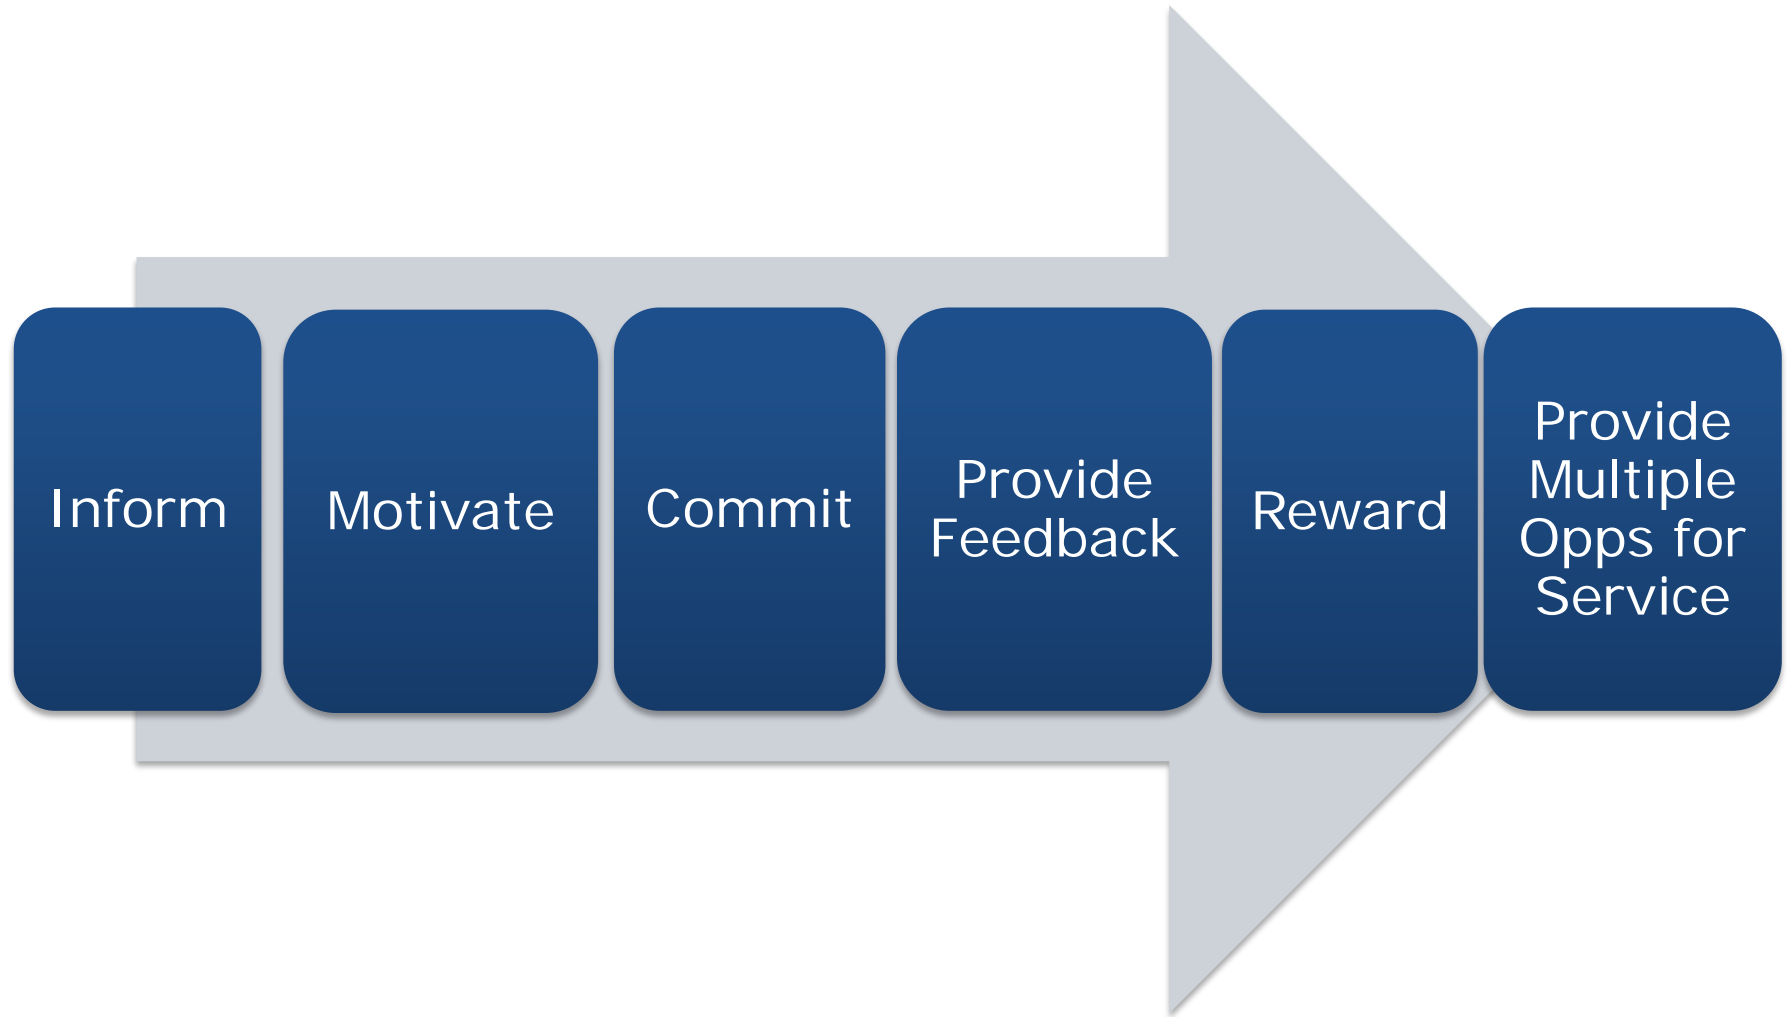 Inform
Motivate
Commit
Provide
Feedback
Reward
Provide
Multiple
Opps for
Service